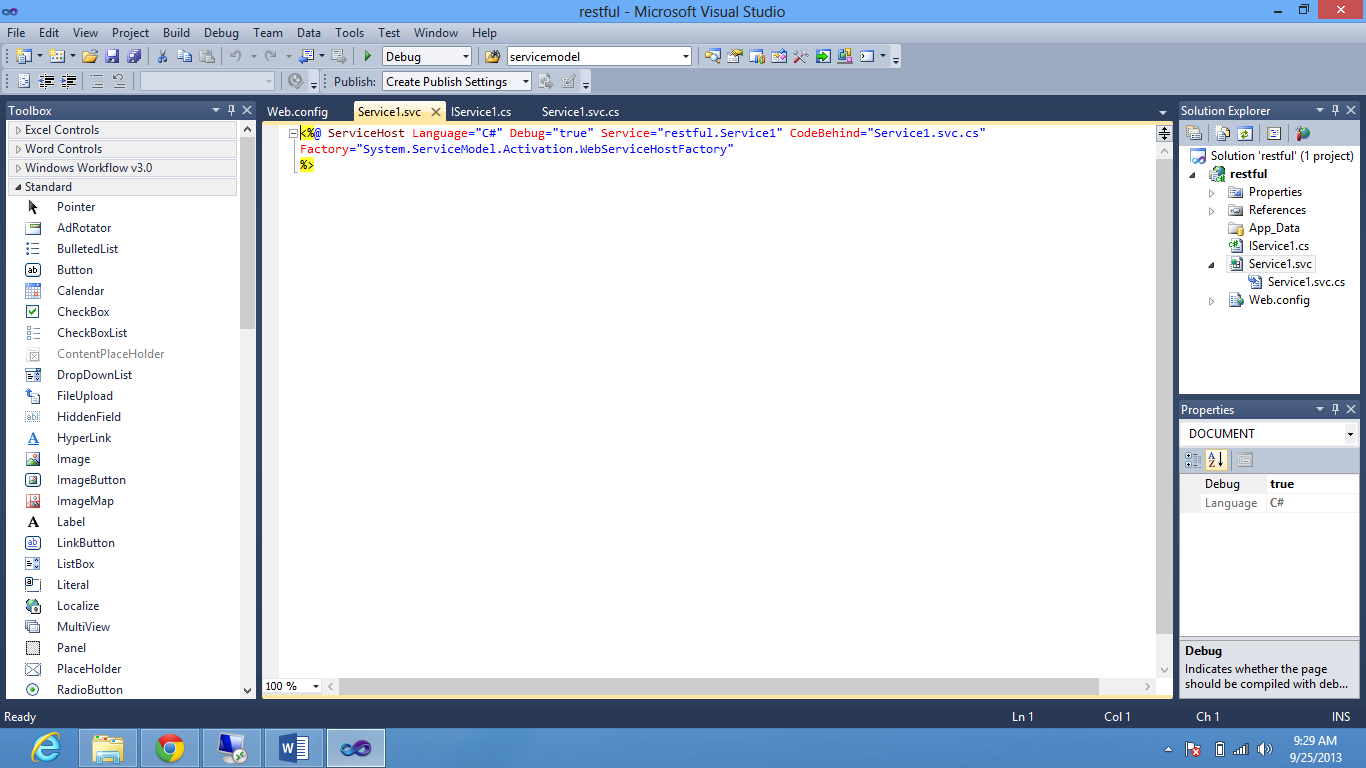 restful - Microsoft Visual Studio
File Edit View Project Build Debug Team Data Tools Test Window Help
Debug servicemodel
Publish: Create Publish Settings
Toolbox
Excel Controls
Word Controls
Windows Workflow v3.0
Standard
Pointer
AdRotator
BulletedList
Button
Calendar
CheckBox
CheckBoxList
ContentPlaceHolder
DropDownList
FileUpload
HiddenField
HyperLink
Image
ImageButton
ImageMap
Label
LinkButton
ListBox
Literal
Localize
MultiView
Panel
PlaceHolder
RadioButton
Web.config Service1.svc IService1.cs Service1.svc.cs
<%@ ServiceHost Language="C#" Debug="true" Service="restful.Service1" CodeBehind="Service1.svc.cs"
Factory="System.ServiceModel.Activation.WebServiceHostFactory"
%>
100 %
Solution Explorer
Solution 'restful' (1 project)
restful
Properties
References
App_Data
IService1.cs
Service1.svc
Service1.svc.cs
Web.config
Properties
DOCUMENT
Debug true
Language C#
Debug
Indicates whether the page
should be compiled with deb...
Ready Ln 1 Col 1 Ch 1 INS
9:29 AM
9/25/2013